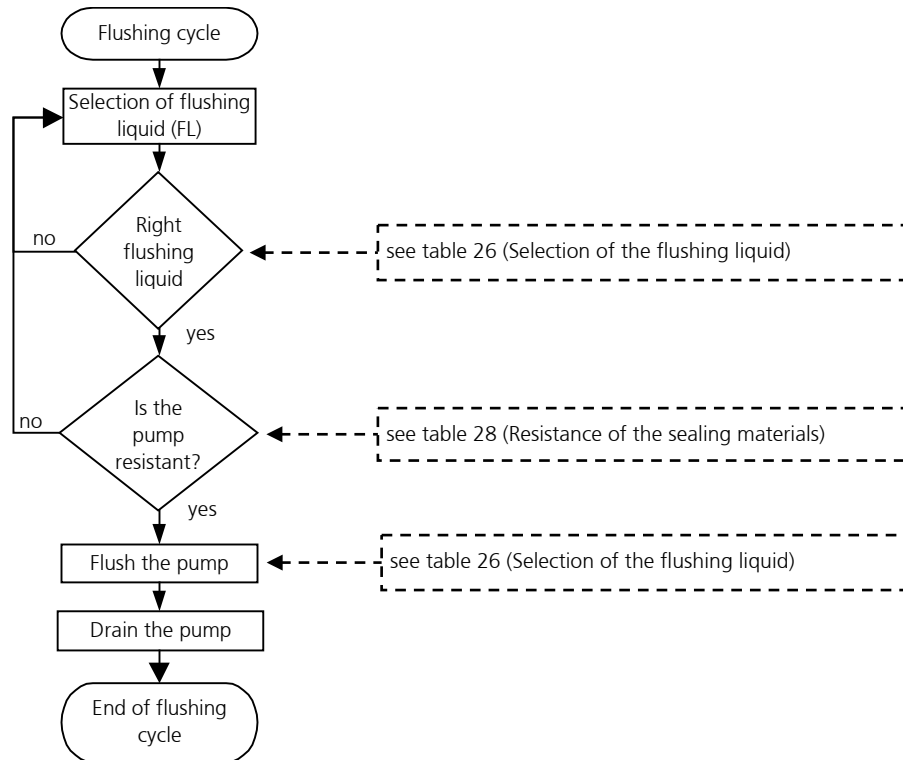 Flushing cycle
Selection of flushing
liquid (FL)
Right
flushing
liquid
no
see table 26 (Selection of the flushing liquid)
yes
Is the
pump
resistant?
no
see table 28 (Resistance of the sealing materials)
yes
Flush the pump
see table 26 (Selection of the flushing liquid)
Drain the pump
End of flushing
cycle